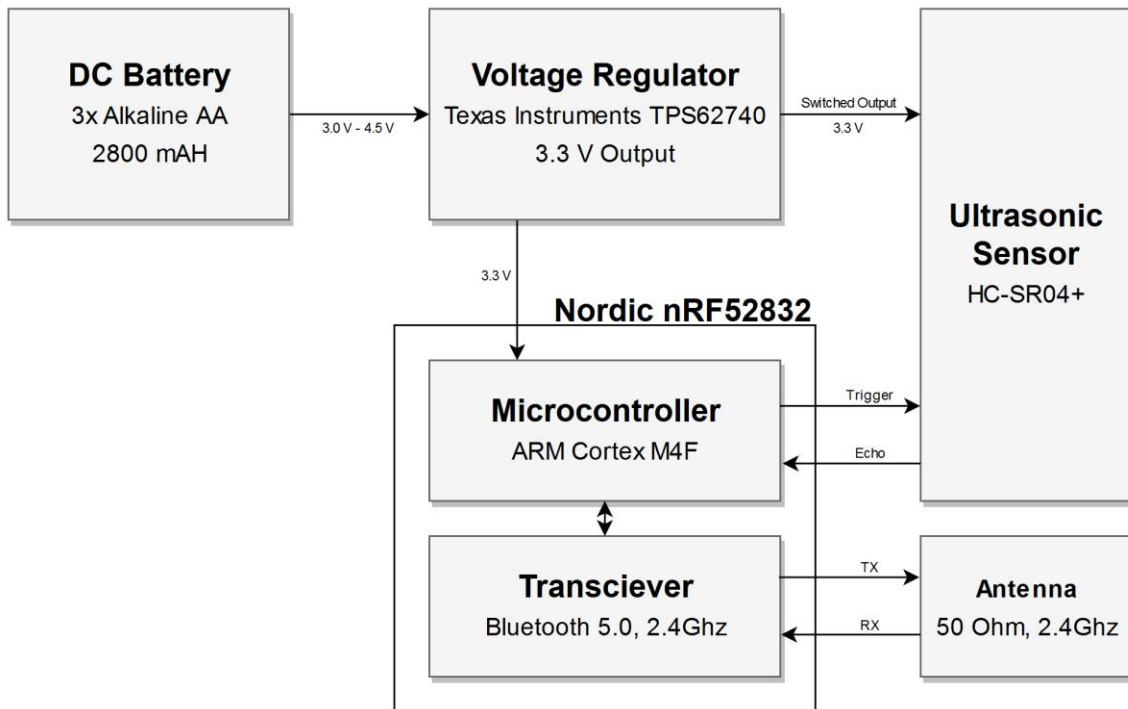 DC Battery
3x Alkaline AA
2800 mAH
3.0 V - 4.5 V
Voltage Regulator
Texas Instruments TPS62740
3.3 V Output
Switched Output
3.3 V
Ultrasonic
Sensor
HC-SR04+
3.3 V
Nordic nRF52832
Microcontroller
ARM Cortex M4F
Trigger
Echo
Transciever
Bluetooth 5.0, 2.4Ghz
TX
RX
Antenna
50 Ohm, 2.4Ghz